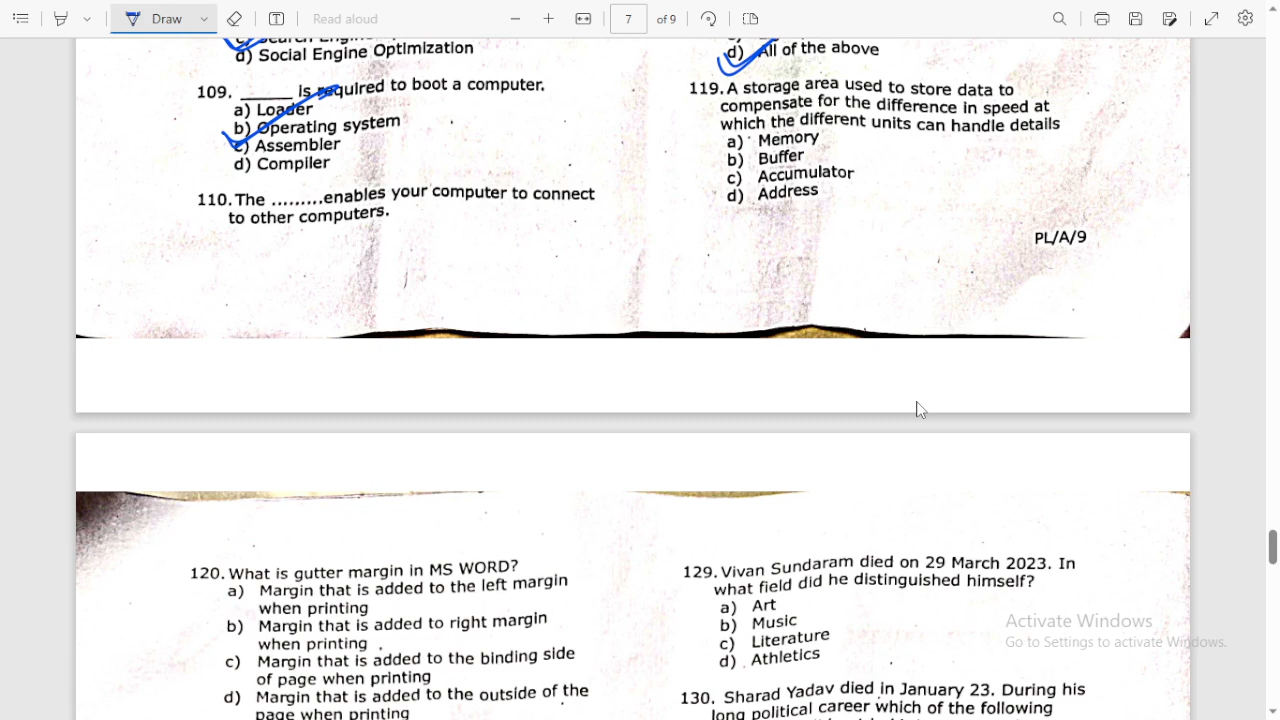 Draw
Read aloud
7
of 9
c) Search Engine
d) Social Engine Optimization
109. ______ is required to boot a computer.
a) Loader
b) Operating system
c) Assembler
d) Compiler
110. The .........enables your computer to connect
to other computers.
d) All of the above
119. A storage area used to store data to
compensate for the difference in speed at
which the different units can handle details
a) Memory
b) Buffer
c) Accumulator
d) Address
PL/A/9
120. What is gutter margin in MS WORD?
a) Margin that is added to the left margin
when printing
b) Margin that is added to right margin
when printing .
c) Margin that is added to the binding side
of page when printing
d) Margin that is added to the outside of the
page when printing
129. Vivan Sundaram died on 29 March 2023. In
what field did he distinguished himself?
a) Art
b) Music
c) Literature
d) Athletics
130. Sharad Yadav died in January 23. During his
long political career which of the following
Activate Windows
Go to Settings to activate Windows.